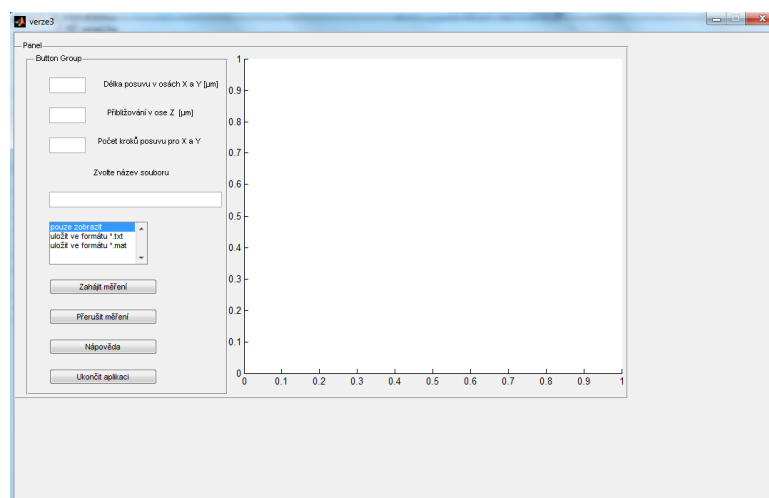 verze3
Panel
Button Group
Délka posuvu v osách X a Y [µm]
Přibližování v ose Z [µm]
Počet kroků posuvu pro X a Y
Zvolte název souboru
pouze zobrazit
uložit ve formátu *.txt
uložit ve formátu *.mat
Zahájit měření
Přerušit měření
Nápověda
Ukončit aplikaci
1
0.9
0.8
0.7
0.6
0.5
0.4
0.3
0.2
0.1
0
0 0.1 0.2 0.3 0.4 0.5 0.6 0.7 0.8 0.9 1